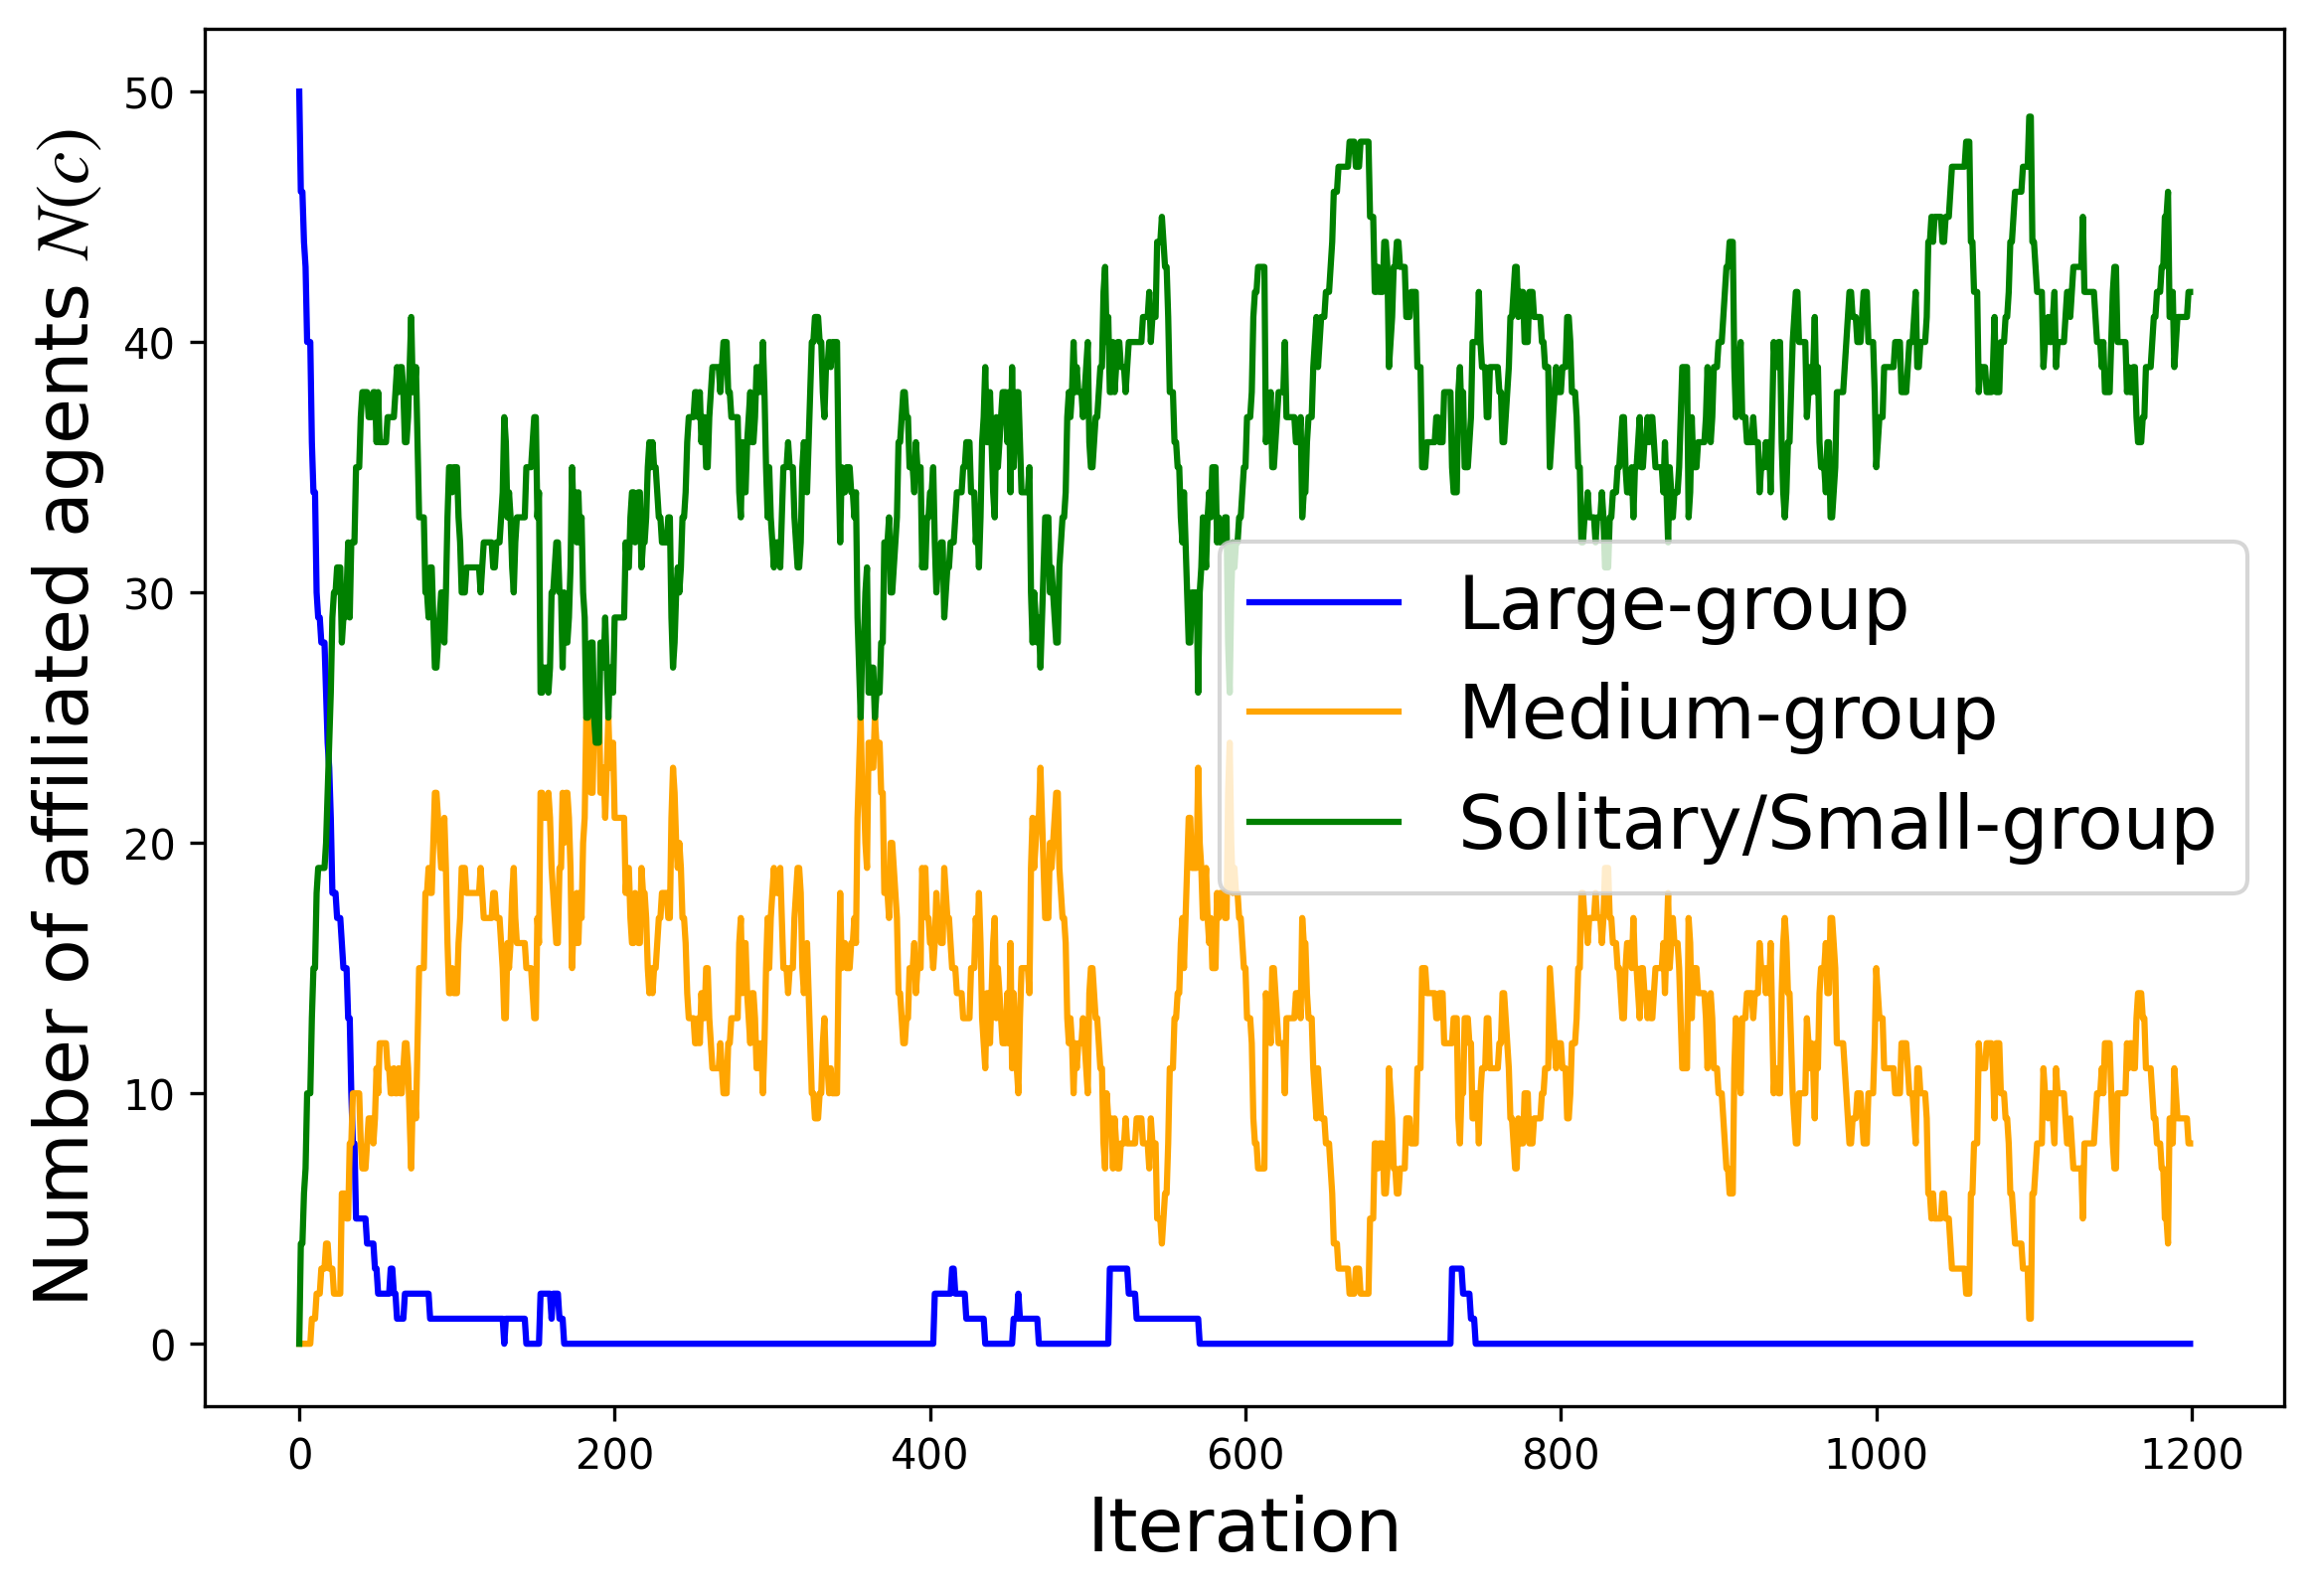 Number of affiliated agents N(c)
50
40
30
20
10
0
Large-group
Medium-group
Solitary/Small-group
0 200 400 600 800 1000 1200
Iteration